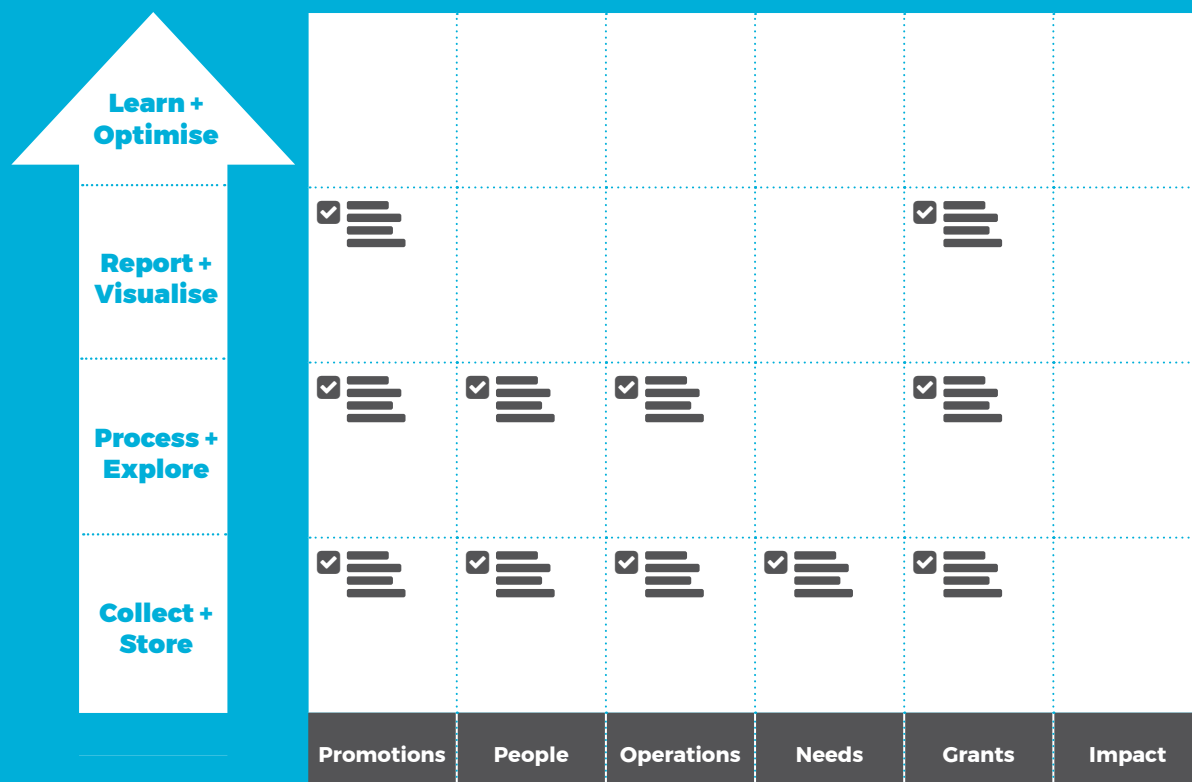 Learn +
Optimise
Report +
Visualise
Process +
Explore
Collect +
Store
Promotions People Operations Needs Grants Impact